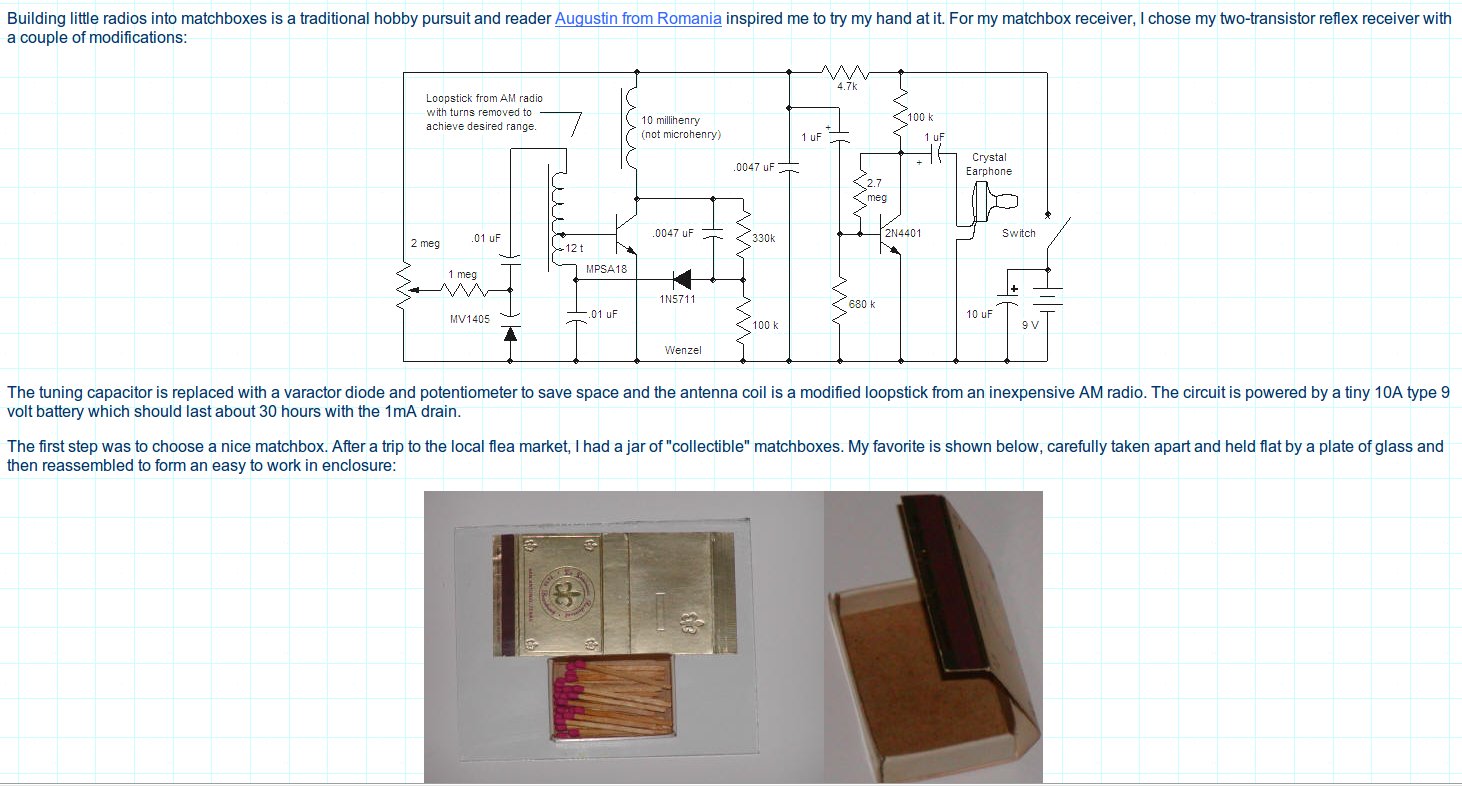 Building little radios into matchboxes is a traditional hobby pursuit and reader Augustin from Romania inspired me to try my hand at it. For my matchbox receiver, I chose my two-transistor reflex receiver with
a couple of modifications:
Loopstick from AM radio
with turns removed to
achieve desired range.
10 millihenry
(not microhenry)
4.7k
100 k
1 uF
+
1 uF
+
Crystal
Earphone
.0047 uF
2.7
meg
2 meg
.01 uF
12 t
.0047 uF
330k
2N4401
Switch
1 meg
MPSA18
1N5711
MV1405
.01 uF
100 k
680 k
10 uF
+
9 V
Wenzel
The tuning capacitor is replaced with a varactor diode and potentiometer to save space and the antenna coil is a modified loopstick from an inexpensive AM radio. The circuit is powered by a tiny 10A type 9
volt battery which should last about 30 hours with the 1mA drain.
The first step was to choose a nice matchbox. After a trip to the local flea market, I had a jar of "collectible" matchboxes. My favorite is shown below, carefully taken apart and held flat by a plate of glass and
then reassembled to form an easy to work in enclosure: